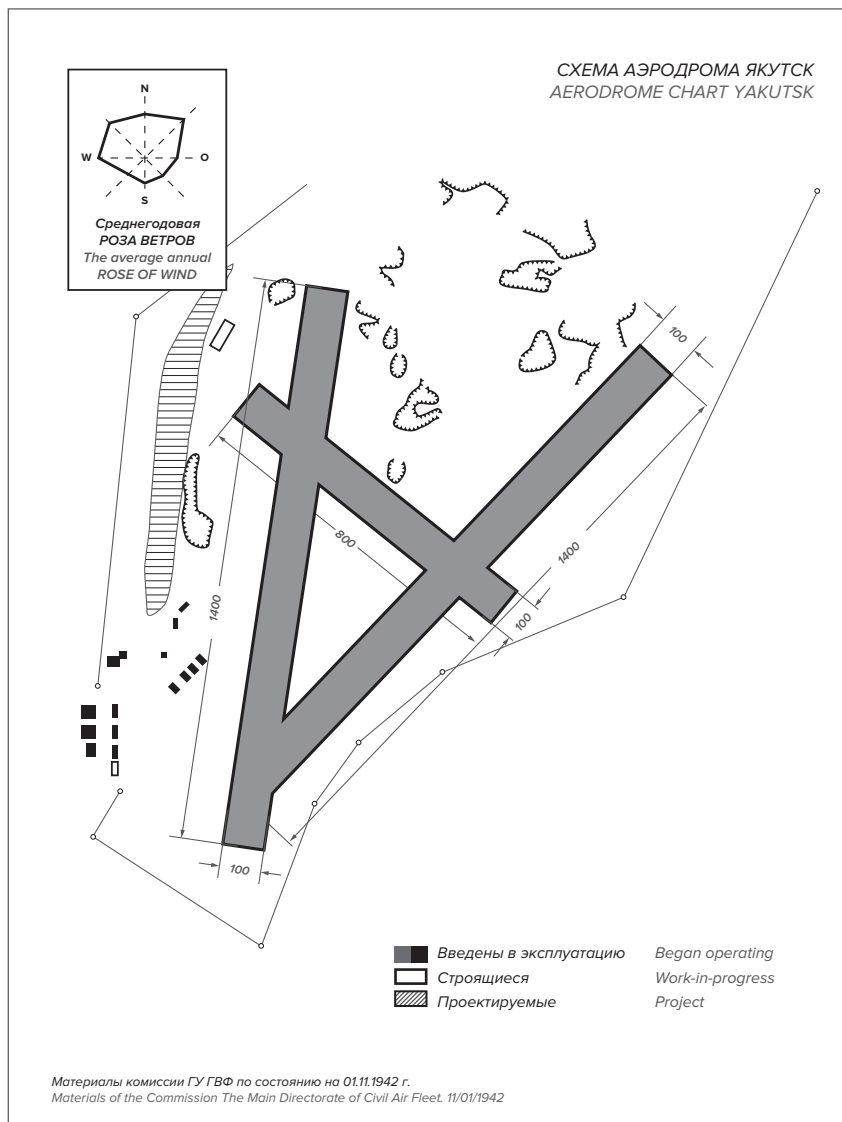 СХЕМА АЭРОДРОМА ЯКУТСК
AERODROME CHART YAKUTSK
N
W
O
S
Среднегодовая
РОЗА ВЕТРОВ
The average annual
ROSE OF WIND
100
800
1400
1400
100
100
Введены в эксплуатацию Began operating
Строящиеся Work-in-progress
Проектируемые Project
Материалы комиссии ГУ ГВФ по состоянию на 01.11.1942 г.
Materials of the Commission The Main Directorate of Civil Air Fleet. 11/01/1942